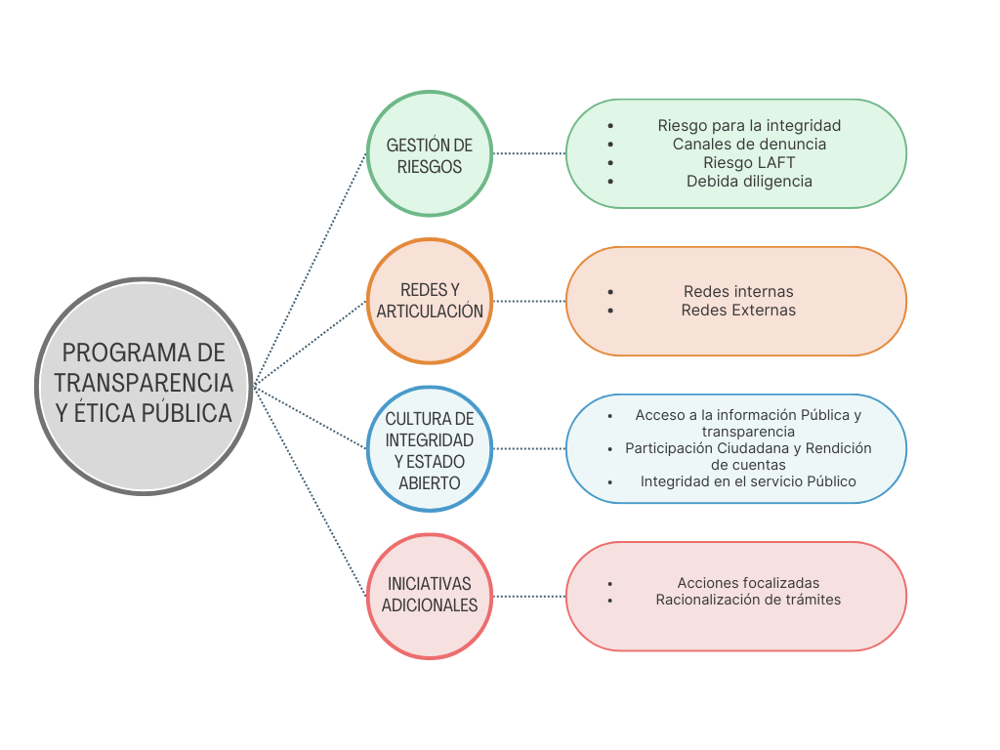 PROGRAMA DE
TRANSPARENCIA
Y ÉTICA PÚBLICA
GESTIÓN DE
RIESGOS
• Riesgo para la integridad
• Canales de denuncia
• Riesgo LAFT
• Debida diligencia
REDES Y
ARTICULACIÓN
• Redes internas
• Redes Externas
CULTURA DE
INTEGRIDAD
Y ESTADO
ABIERTO
• Acceso a la información Pública y
transparencia
• Participación Ciudadana y Rendición
de cuentas
• Integridad en el servicio Público
INICIATIVAS
ADICIONALES
• Acciones focalizadas
• Racionalización de trámites